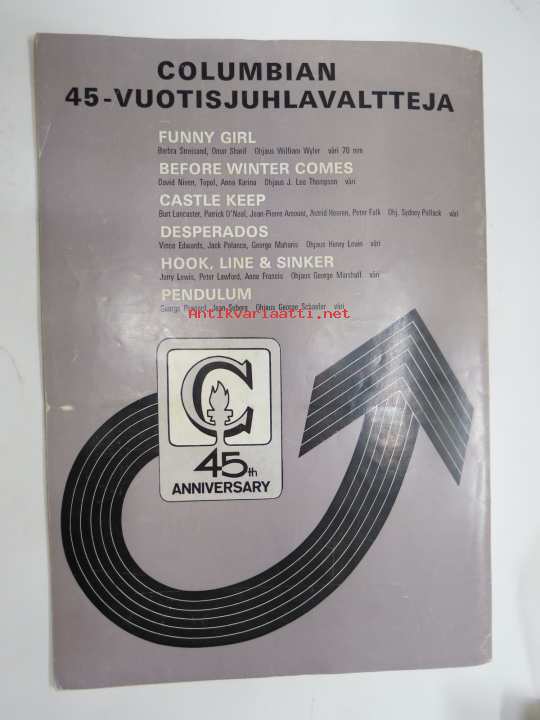 COLUMBIAN
45-VUOTISJUHLAVALTTEJA
FUNNY GIRL
Barbra Streisand, Omar Sharif Ohjaus William Wyler väri 70 mm
BEFORE WINTER COMES
David Niven, Topol, Anna Karina Ohjaus J. Lee Thompson väri
CASTLE KEEP
Burt Lancaster, Patrick O'Neal, Jean-Pierre Aumont, Astrid Heeren, Peter Falk Ohj. Sydney Pollack väri
DESPERADOS
Vince Edwards, Jack Palance, George Maharis Ohjaus Henry Levin väri
HOOK, LINE & SINKER
Jerry Lewis, Peter Lawford, Anne Francis Ohjaus George Marshall väri
PENDULUM
George Peppard, Jean Seberg Ohjaus George Schaefer väri
Antikvariaatti.net
C
45th
ANNIVERSARY